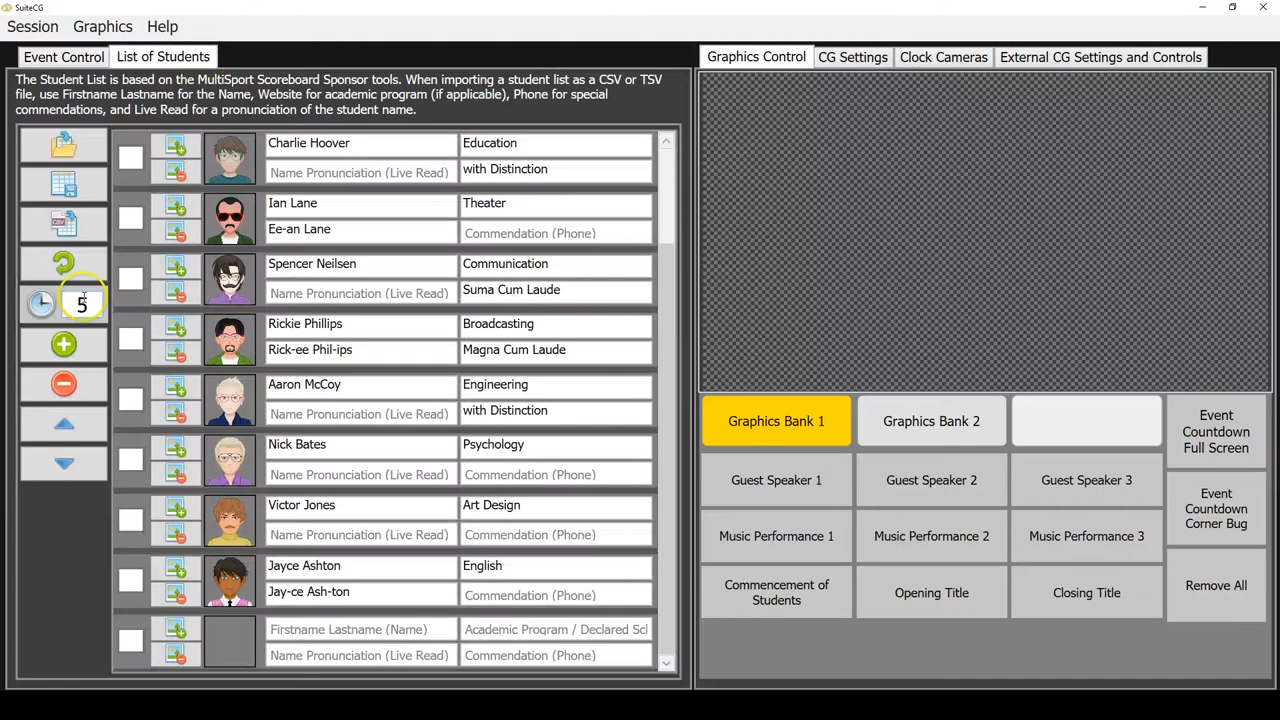 SuiteCG
Session Graphics Help
Event Control List of Students
The Student List is based on the MultiSport Scoreboard Sponsor tools. When importing a student list as a CSV or TSV
file, use Firstname Lastname for the Name, Website for academic program (if applicable), Phone for special
commendations, and Live Read for a pronunciation of the student name.
Charlie Hoover Education
Name Pronunciation (Live Read) with Distinction
Ian Lane Theater
Ee-an Lane Commendation (Phone)
Spencer Neilsen Communication
Name Pronunciation (Live Read) Suma Cum Laude
Rickie Phillips Broadcasting
Rick-ee Phil-ips Magna Cum Laude
Aaron McCoy Engineering
Name Pronunciation (Live Read) with Distinction
Nick Bates Psychology
Name Pronunciation (Live Read) Commendation (Phone)
Victor Jones Art Design
Name Pronunciation (Live Read) Commendation (Phone)
Jayce Ashton English
Jay-ce Ash-ton Commendation (Phone)
Firstname Lastname (Name) Academic Program / Declared Scl
Name Pronunciation (Live Read) Commendation (Phone)
CSV
5
Graphics Control CG Settings Clock Cameras External CG Settings and Controls
Graphics Bank 1 Graphics Bank 2
Guest Speaker 1 Guest Speaker 2 Guest Speaker 3
Music Performance 1 Music Performance 2 Music Performance 3
Commencement of
Students
Opening Title Closing Title
Event
Countdown
Full Screen
Event
Countdown
Corner Bug
Remove All